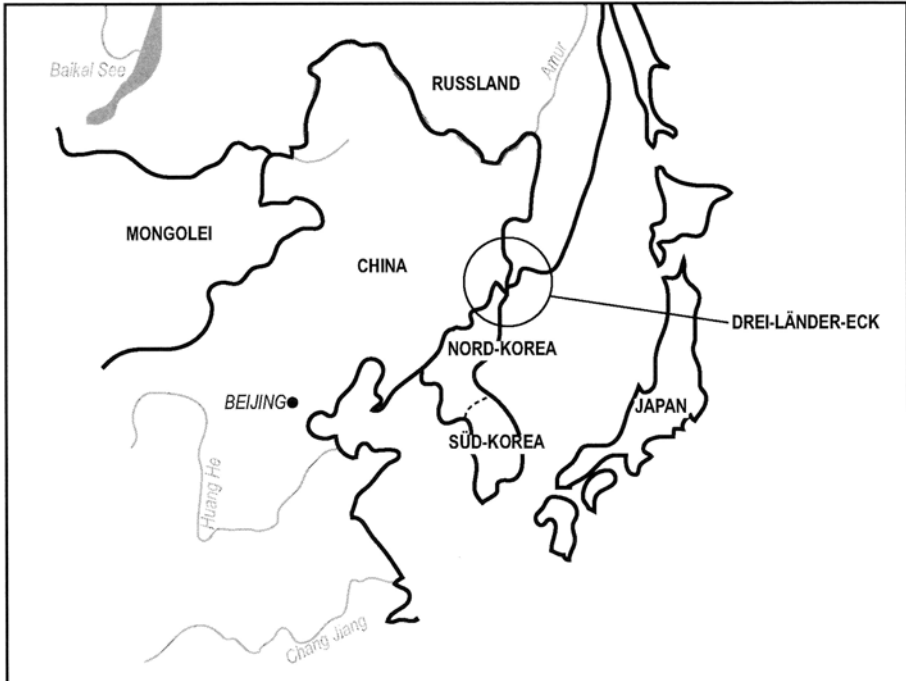 Baikal See
RUSSLAND
Amur
MONGOLEI
CHINA
DREI-LÄNDER-ECK
NORD-KOREA
BEIJING
JAPAN
SÜD-KOREA
Huang He
Chang Jiang